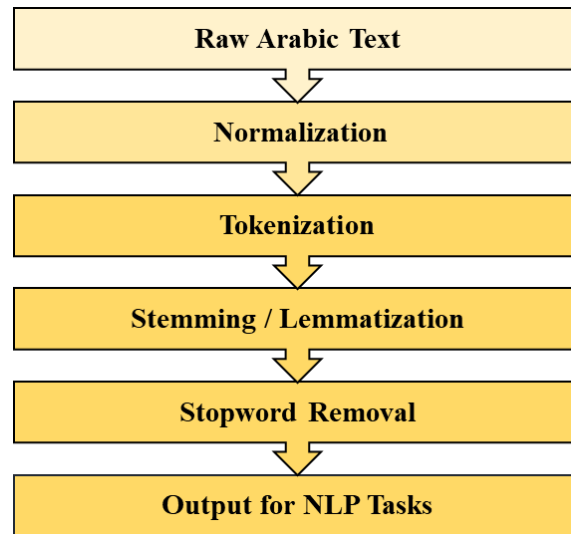 Raw Arabic Text
Normalization
Tokenization
Stemming / Lemmatization
Stopword Removal
Output for NLP Tasks